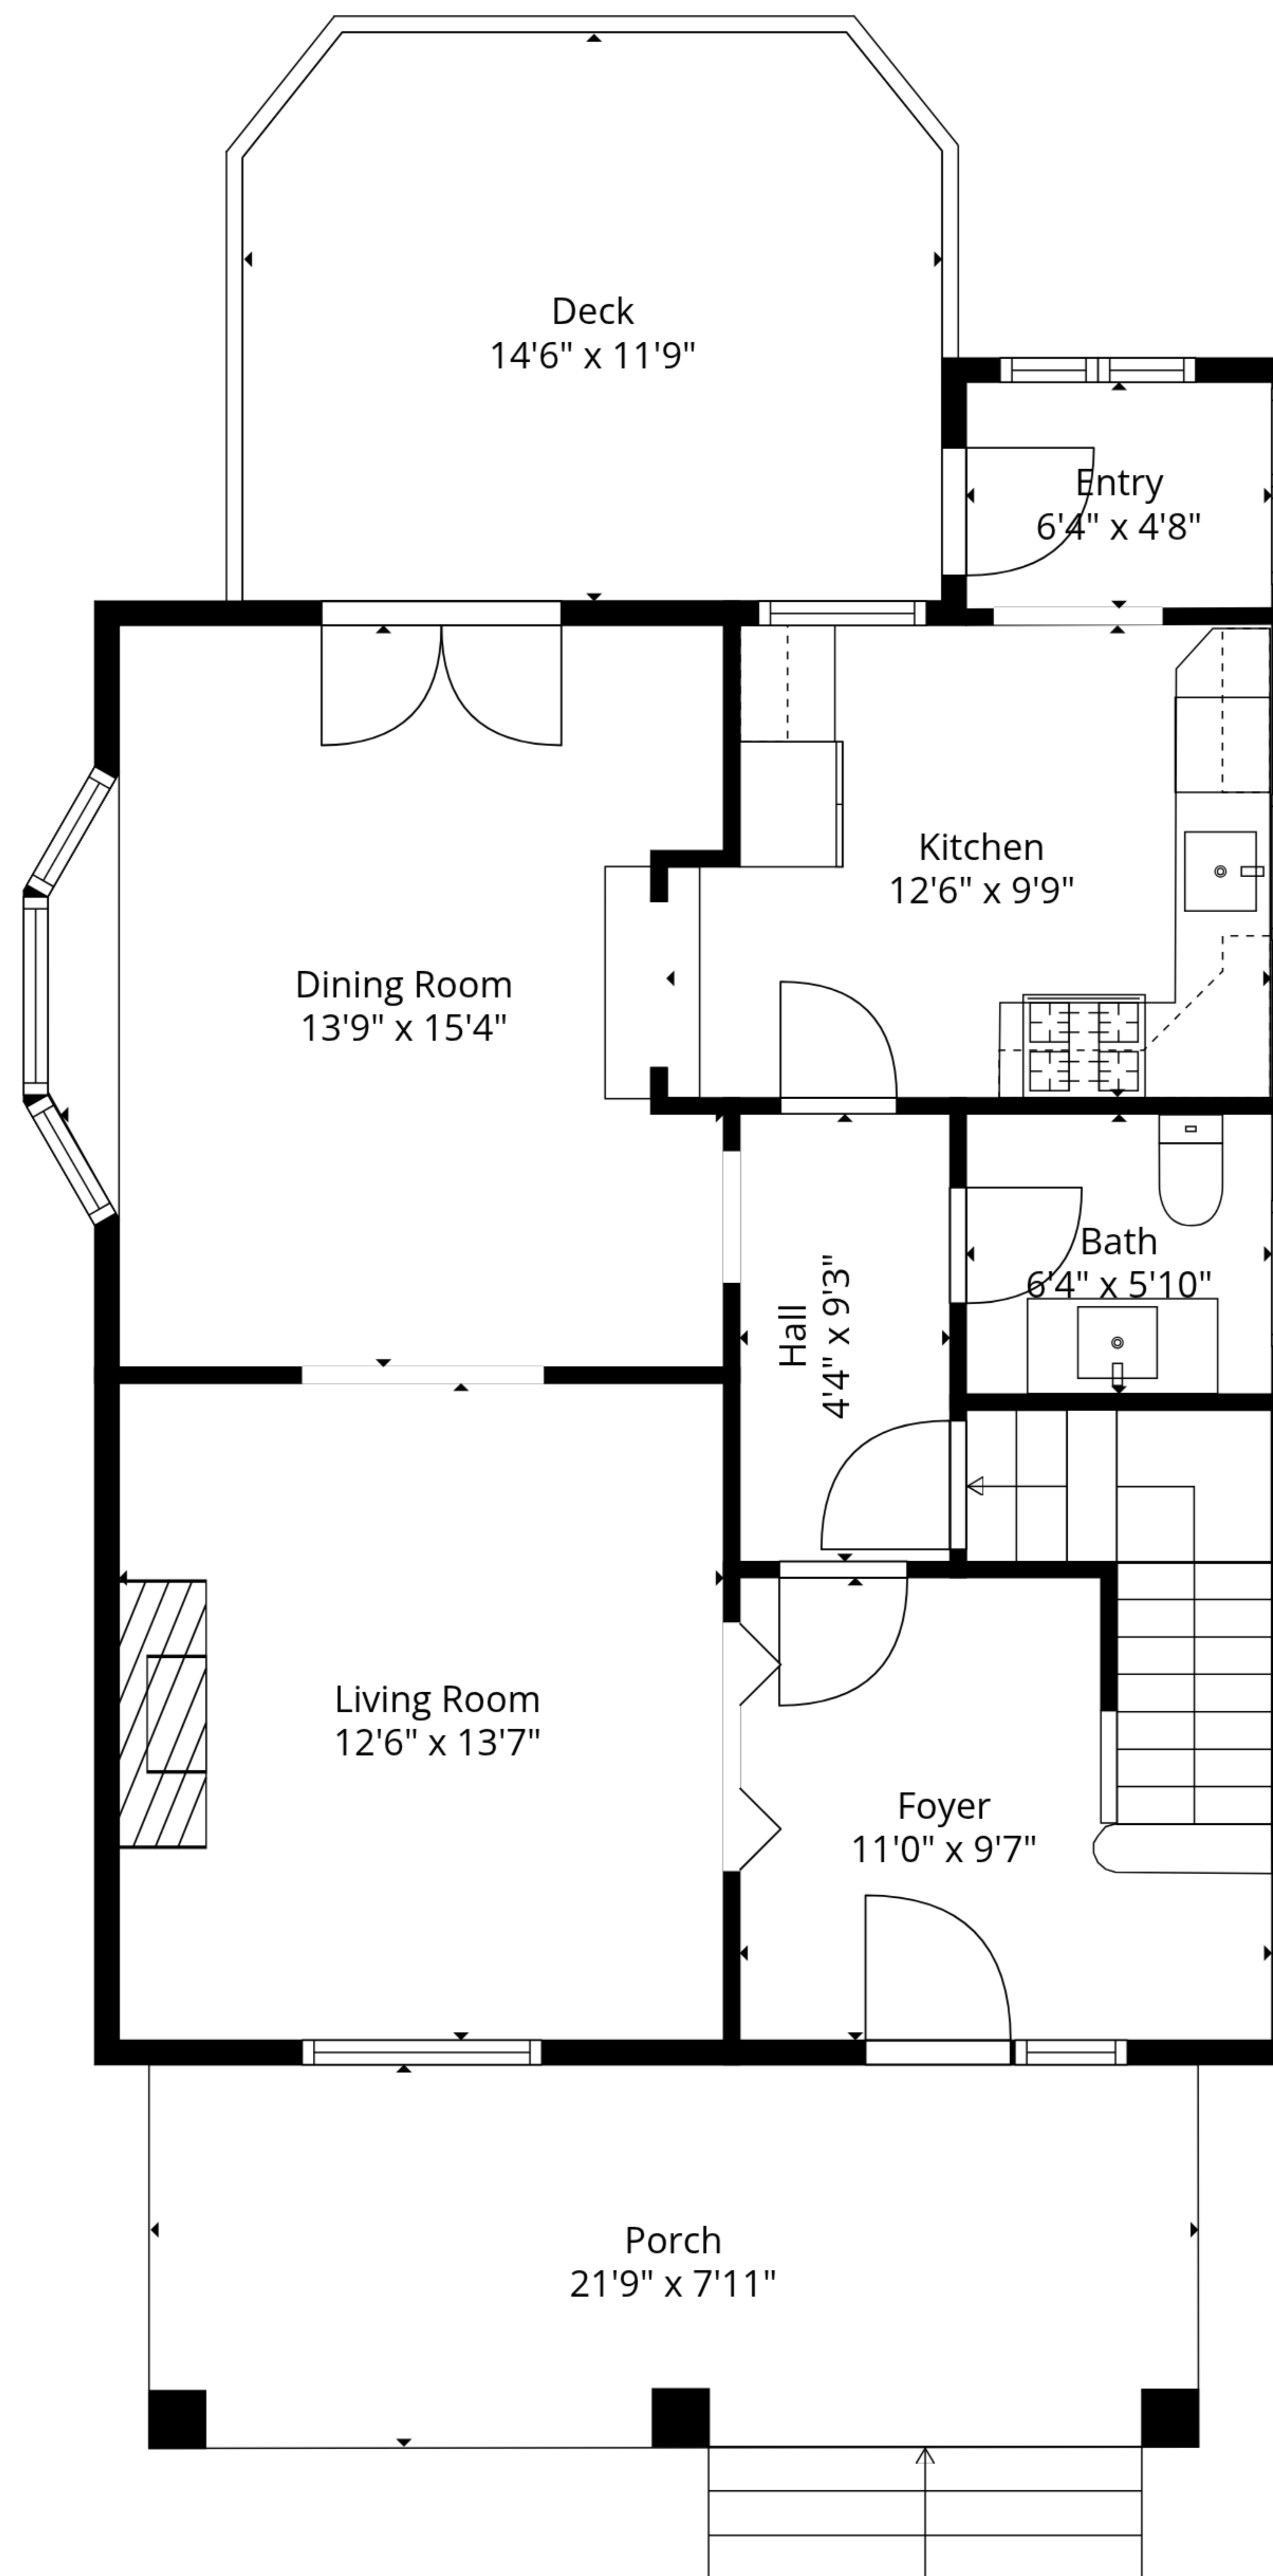 Deck
14'6" x 11'9"
Entry
6'4" x 4'8"
Kitchen
12'6" x 9'9"
Dining Room
13'9" x 15'4"
Bath
6'4" x 5'10"
Hall
4'4" x 9'3"
Living Room
12'6" x 13'7"
Foyer
11'0" x 9'7"
Porch
21'9" x 7'11"